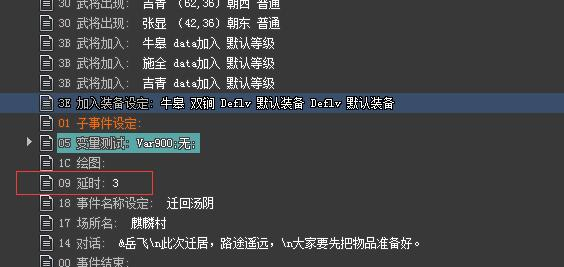 30 武将出现: 吉青 (62,36) 朝西 普通
30 武将出现: 张显 (42,36) 朝东 普通
3B 武将加入: 牛皋 data加入 默认等级
3B 武将加入: 施全 data加入 默认等级
3B 武将加入: 吉青 data加入 默认等级
3E 加入装备设定: 牛皋 双锏 Deflv 默认装备 Deflv 默认装备
01 子事件设定:
05 变量测试: Var900;无;
1C 绘图:
09 延时: 3
18 事件名称设定: 迁回汤阴
17 场所名: 麒麟村
14 对话: &岳飞\n此次迁居，路途遥远，\n大家要先把物品准备好。
00 事件结束: